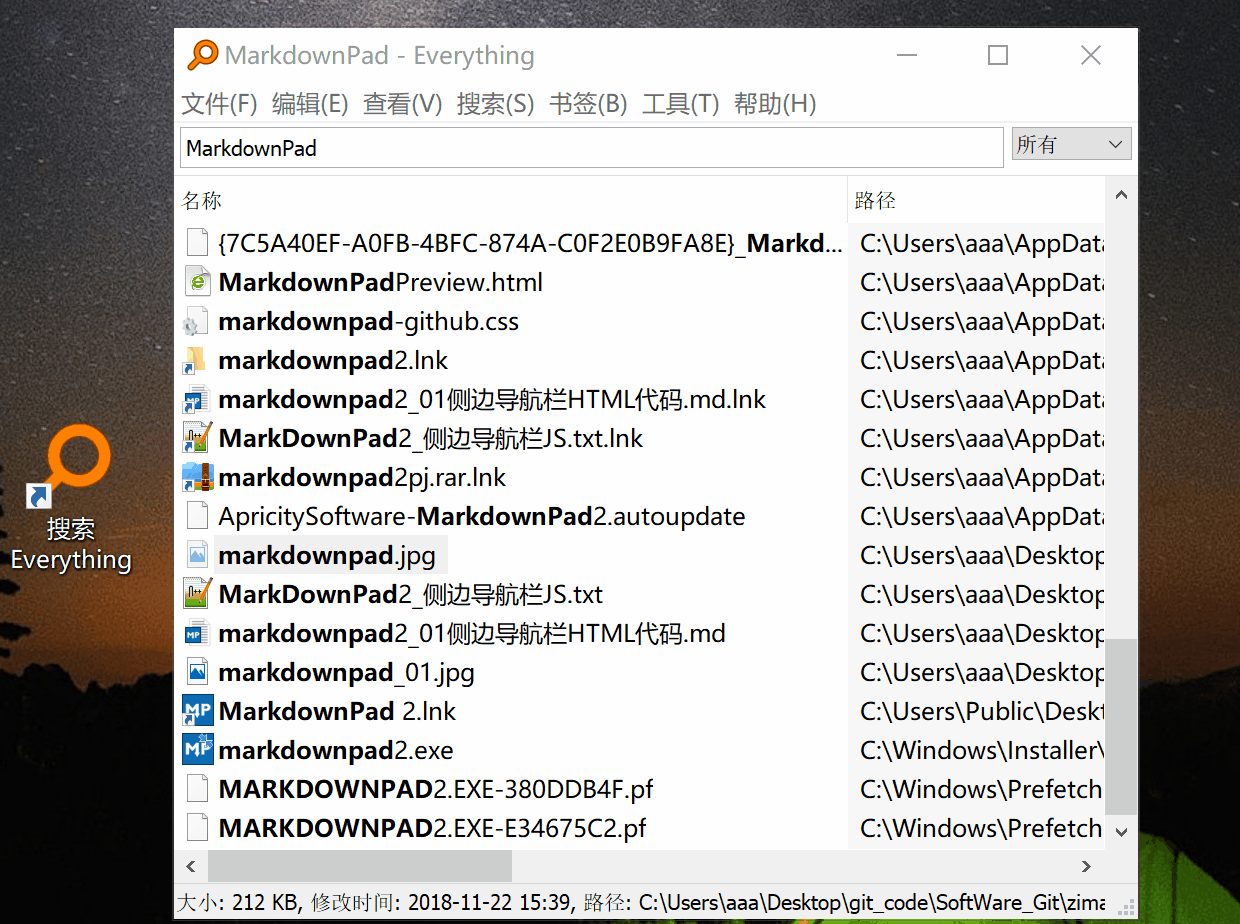 MarkdownPad - Everything
文件(F) 编辑(E) 查看(V) 搜索(S) 书签(B) 工具(T) 帮助(H)
MarkdownPad 所有
名称 路径
{7C5A40EF-A0FB-4BFC-874A-C0F2E0B9FA8E}_Markd... C:\Users\aaa\AppData
MarkdownPadPreview.html C:\Users\aaa\AppData
markdownpad-github.css C:\Users\aaa\AppData
markdownpad2.lnk C:\Users\aaa\AppData
markdownpad2_01侧边导航栏HTML代码.md.lnk C:\Users\aaa\AppData
MarkDownPad2_侧边导航栏JS.txt.lnk C:\Users\aaa\AppData
markdownpad2pj.rar.lnk C:\Users\aaa\AppData
ApricitySoftware-MarkdownPad2.autoupdate C:\Users\aaa\AppData
markdownpad.jpg C:\Users\aaa\Desktop
MarkDownPad2_侧边导航栏JS.txt C:\Users\aaa\Desktop
markdownpad2_01侧边导航栏HTML代码.md C:\Users\aaa\Desktop
markdownpad_01.jpg C:\Users\aaa\Desktop
MarkdownPad 2.lnk C:\Users\Public\Deskt
markdownpad2.exe C:\Windows\Installer\
MARKDOWNPAD2.EXE-380DDB4F.pf C:\Windows\Prefetch
MARKDOWNPAD2.EXE-E34675C2.pf C:\Windows\Prefetch
大小: 212 KB, 修改时间: 2018-11-22 15:39, 路径: C:\Users\aaa\Desktop\git_code\SoftWare_Git\zima
搜索
Everything